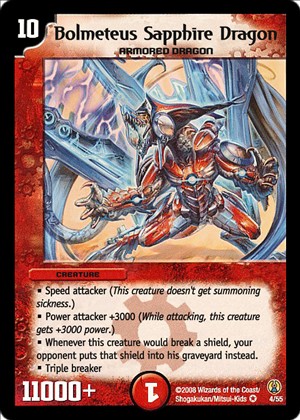 10 Bolmeteus Sapphire Dragon
ARMORED DRAGON
CREATURE
▪ Speed attacker (This creature doesn't get summoning
sickness.)
▪ Power attacker +3000 (While attacking, this creature
gets +3000 power.)
▪ Whenever this creature would break a shield, your
opponent puts that shield into his graveyard instead.
▪ Triple breaker
11000+
1
©2008 Wizards of the Coast/
Shogakukan/Mitsui-Kids
4/55